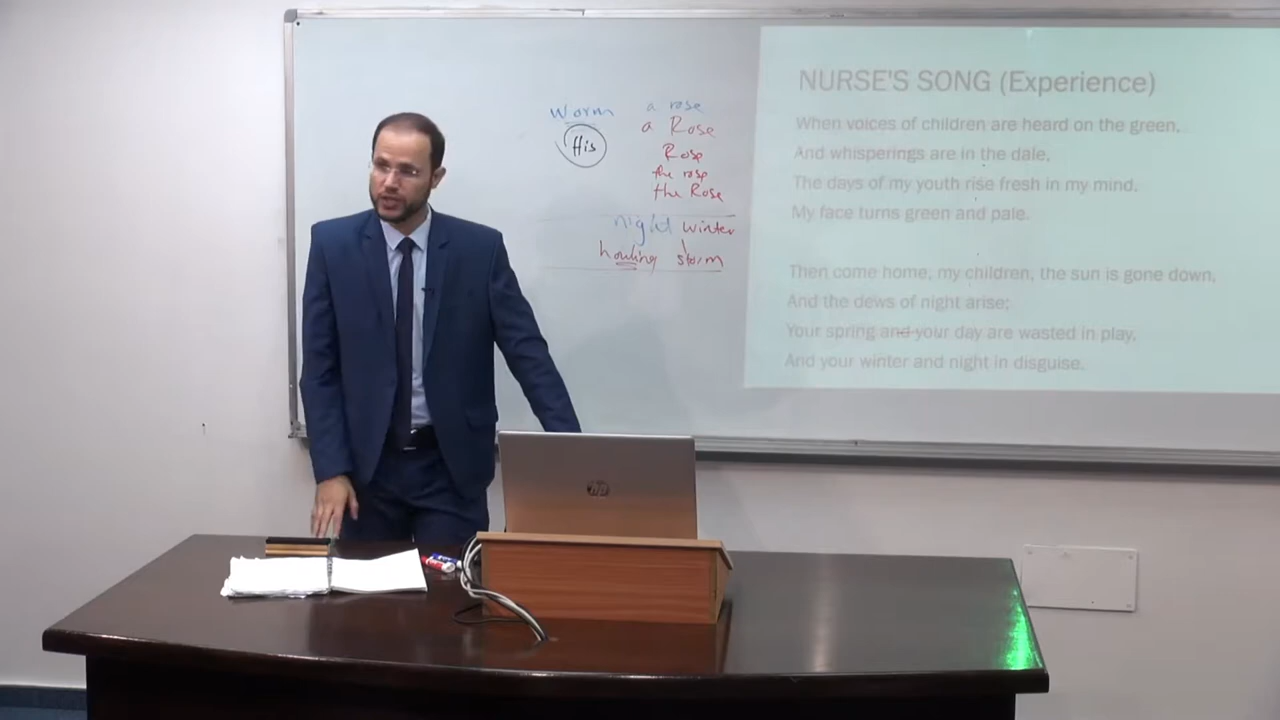 worm
His
a rose
a Rose
Rose
the rose
the Rose
night winter
howling storm
NURSE'S SONG (Experience)
When voices of children are heard on the green,
And whisperings are in the dale,
The days of my youth rise fresh in my mind,
My face turns green and pale.
Then come home, my children, the sun is gone down,
And the dews of night arise;
Your spring and your day are wasted in play,
And your winter and night in disguise.
hp